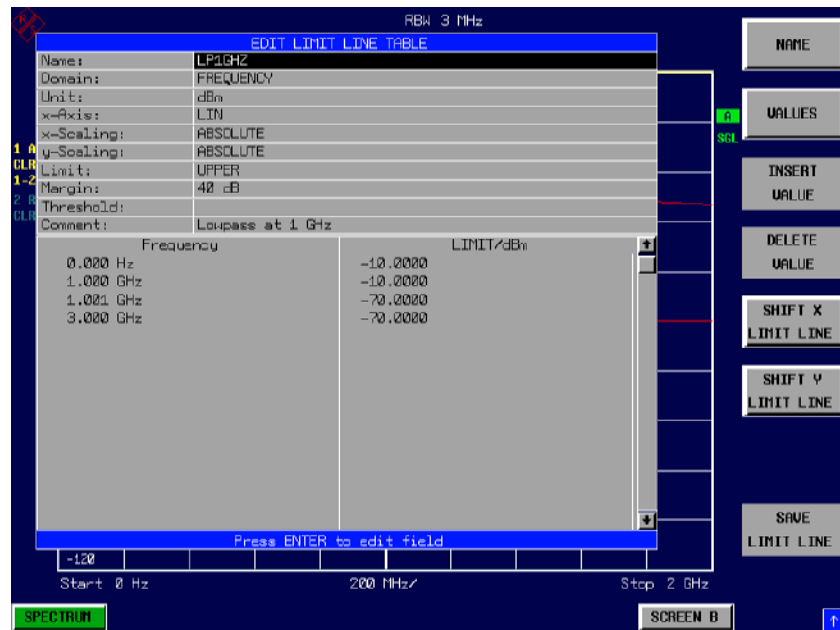 RBW 3 MHz
EDIT LIMIT LINE TABLE
Name: LP1GHZ
Domain: FREQUENCY
Unit: dBm
x-Axis: LIN
x-Scaling: ABSOLUTE
y-Scaling: ABSOLUTE
Limit: UPPER
Margin: 40 dB
Threshold:
Comment: Lowpass at 1 GHz
Frequency LIMIT/dBm
0.000 Hz -10.0000
1.000 GHz -10.0000
1.001 GHz -70.0000
3.000 GHz -70.0000
Press ENTER to edit field
1 A
CLR
1-2
2 R
CLR
A
SGL
-120
Start 0 Hz 200 MHz/ Stop 2 GHz
NAME
VALUES
INSERT
VALUE
DELETE
VALUE
SHIFT X
LIMIT LINE
SHIFT Y
LIMIT LINE
SAVE
LIMIT LINE
SPECTRUM SCREEN B